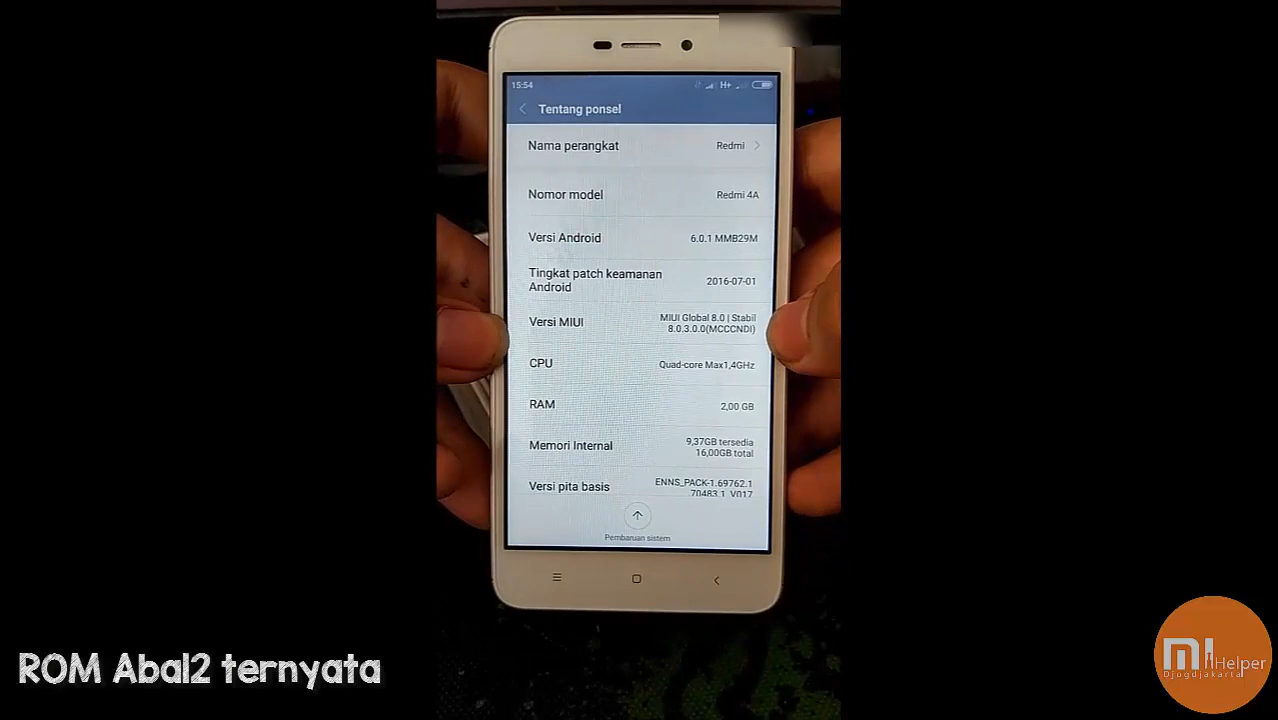 15:54 H+
Tentang ponsel
Nama perangkat Redmi
Nomor model Redmi 4A
Versi Android 6.0.1 MMB29M
Tingkat patch keamanan
Android 2016-07-01
Versi MIUI MIUI Global 8.0 | Stabil
8.0.3.0.0(MCCCNDI)
CPU Quad-core Max1,4GHz
RAM 2,00 GB
Memori Internal 9,37GB tersedia
16,00GB total
Versi pita basis ENNS_PACK-1.69762.1
70483.1_V017
Pembaruan sistem
ROM Abal2 ternyata
MI Helper
Djogdjakarta